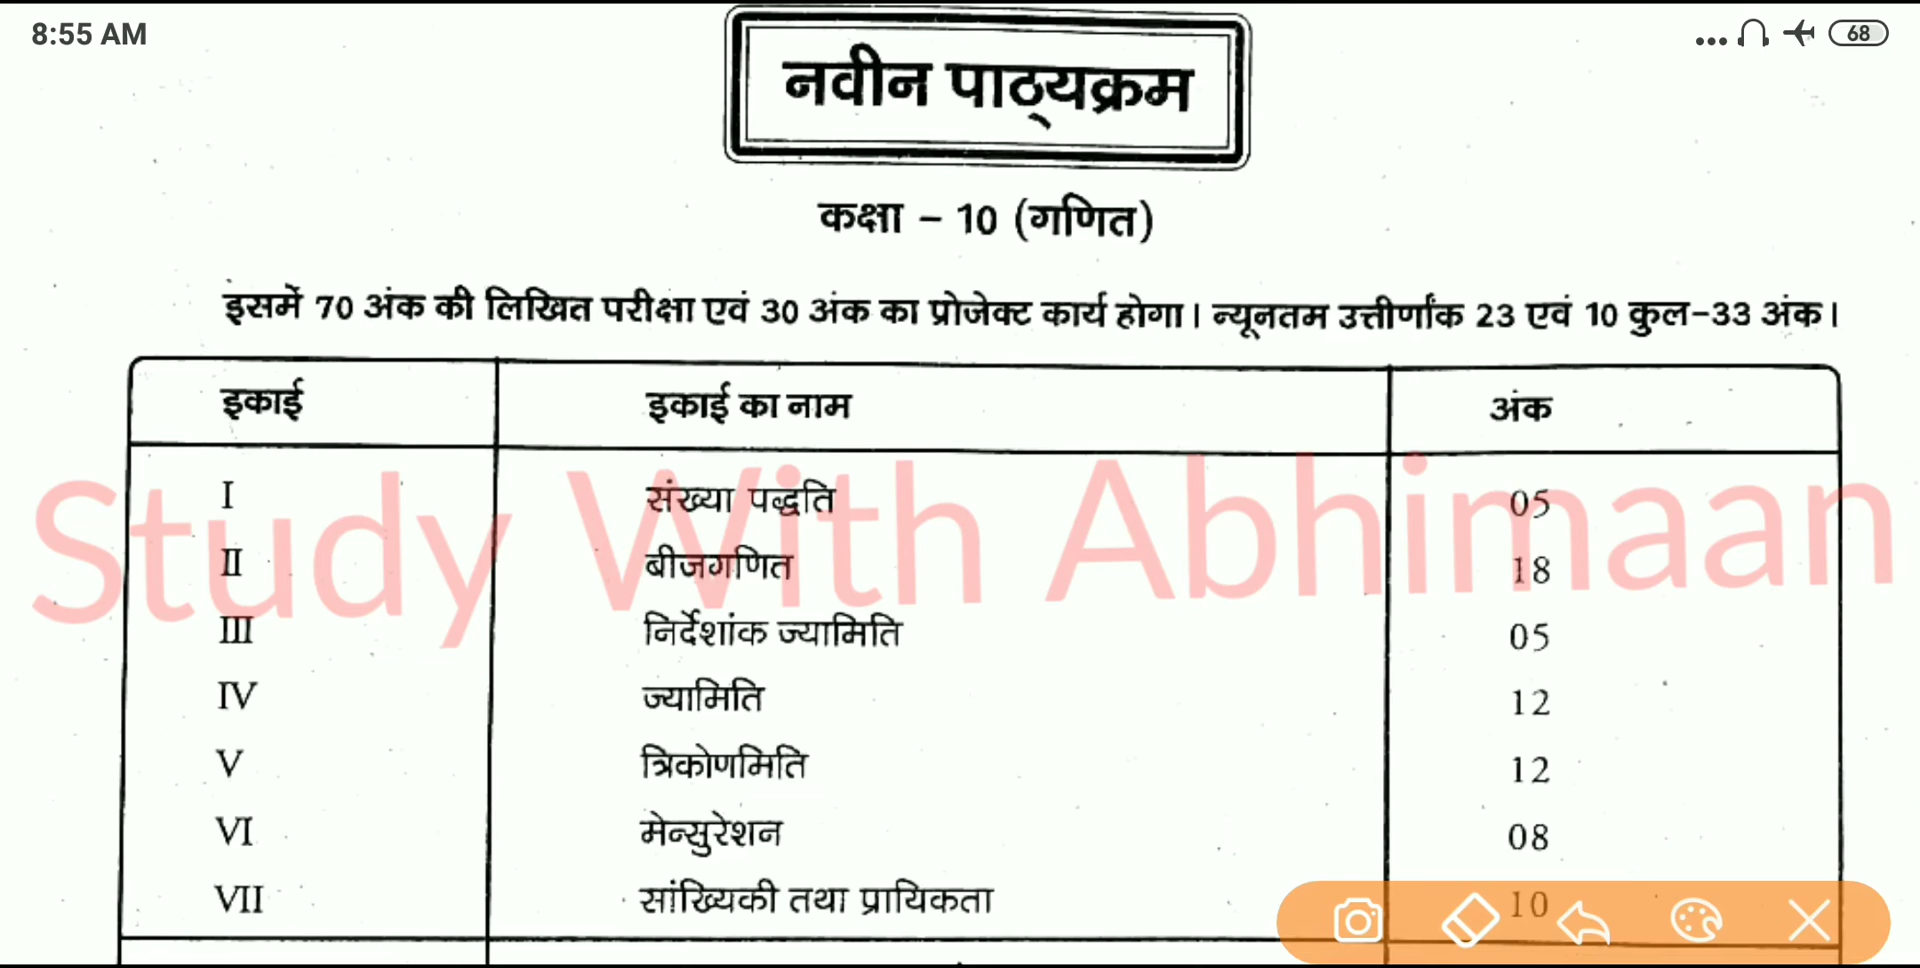 8:55 AM
68
नवीन पाठ्यक्रम
कक्षा - 10 (गणित)
इसमें 70 अंक की लिखित परीक्षा एवं 30 अंक का प्रोजेक्ट कार्य होगा। न्यूनतम उत्तीर्णांक 23 एवं 10 कुल-33 अंक।
इकाई इकाई का नाम अंक
I संख्या पद्धति 05
II बीजगणित 18
III निर्देशांक ज्यामिति 05
IV ज्यामिति 12
V त्रिकोणमिति 12
VI मेन्सुरेशन 08
VII सांख्यिकी तथा प्रायिकता 10
Study With Abhimaan